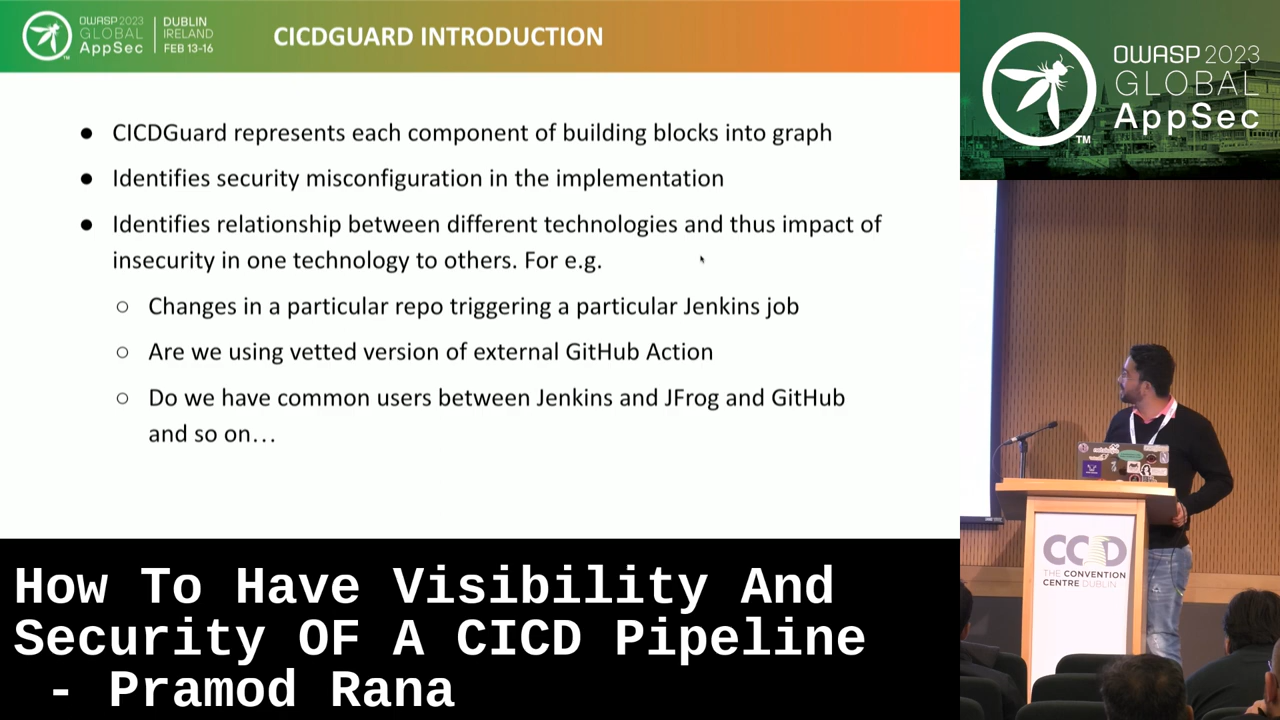 OWASP 2023
GLOBAL
AppSec
DUBLIN
IRELAND
FEB 13-16
TM
CICDGUARD INTRODUCTION
● CICDGuard represents each component of building blocks into graph
● Identifies security misconfiguration in the implementation
● Identifies relationship between different technologies and thus impact of
insecurity in one technology to others. For e.g.
○ Changes in a particular repo triggering a particular Jenkins job
○ Are we using vetted version of external GitHub Action
○ Do we have common users between Jenkins and JFrog and GitHub
and so on…
OWASP 2023
GLOBAL
AppSec
TM
CCD
THE CONVENTION
CENTRE DUBLIN
How To Have Visibility And
Security OF A CICD Pipeline
- Pramod Rana